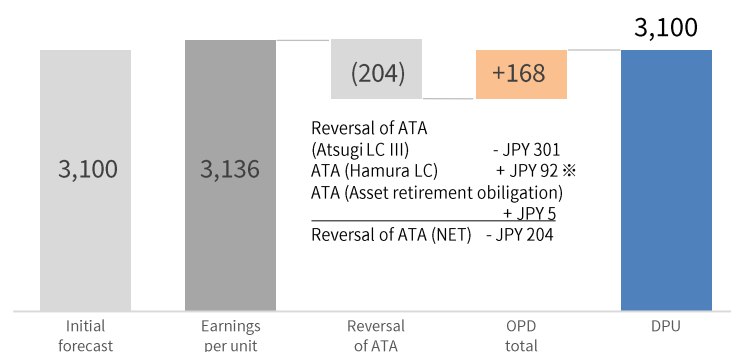 3,100
(204)
+168
3,100
3,136
Reversal of ATA
(Atsugi LC III) - JPY 301
ATA (Hamura LC) + JPY 92 ※
ATA (Asset retirement obiligation)
+ JPY 5
Reversal of ATA (NET) - JPY 204
Initial
forecast
Earnings
per unit
Reversal
of ATA
OPD
total
DPU